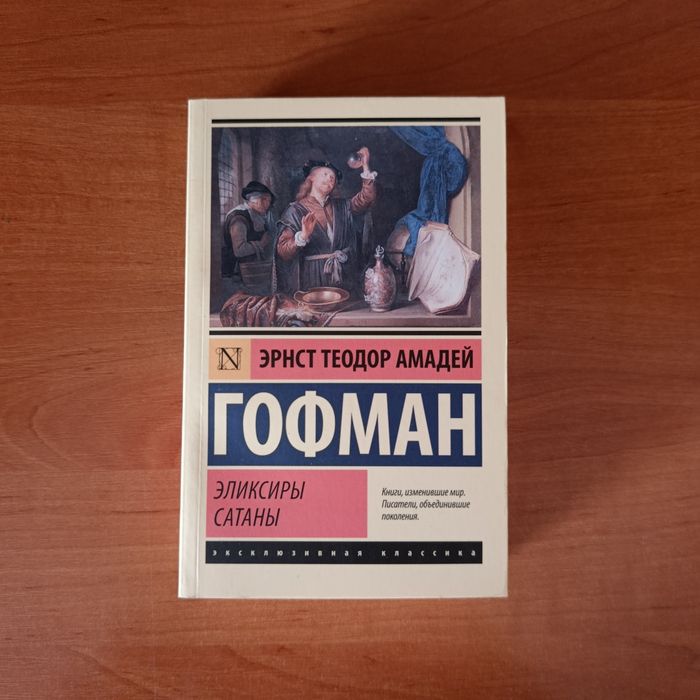 N
ЭРНСТ ТЕОДОР АМАДЕЙ
ГОФМАН
ЭЛИКСИРЫ
САТАНЫ
Книги, изменившие мир.
Писатели, объединившие
поколения.
эксклюзивная классика